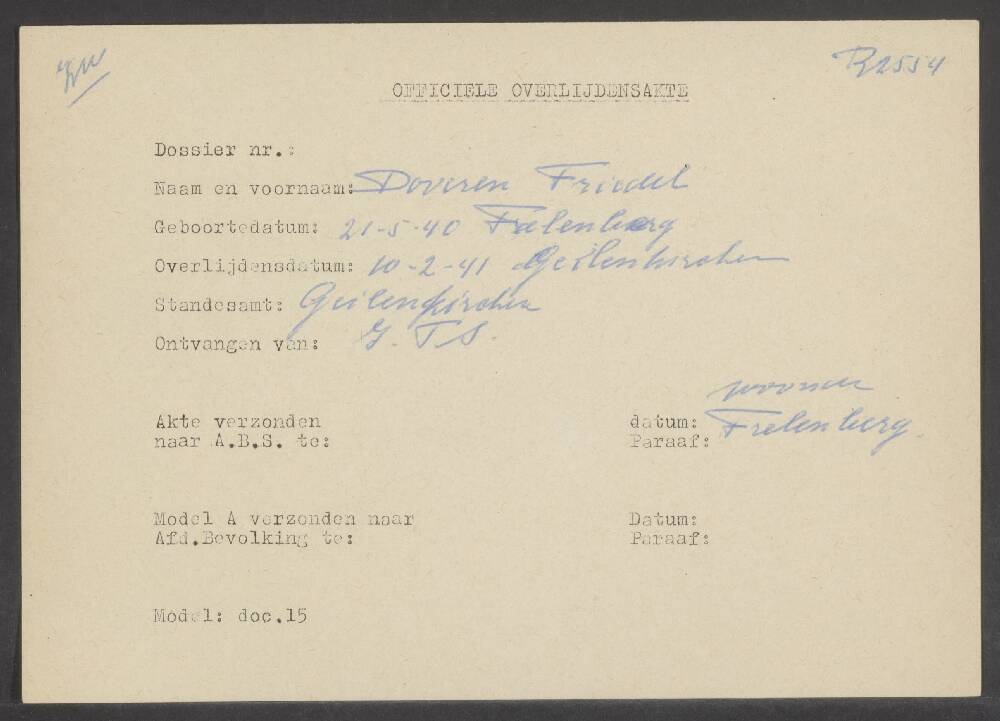 R2554
OFFICIELE OVERLIJDENSAKTE
Dossier nr.:
Naam en voornaam: Doveren Friedel
Geboortedatum: 21-5-40 Frelenberg
Overlijdensdatum: 10-2-41 Geilenkirchen
Standesamt: Geilenkirchen
Ontvangen van: J.T.S.
Akte verzonden
naar A.B.S. te:
datum:
Paraaf: Frelenberg.
Model A verzonden naar
Afd.Bevolking te:
Datum:
Paraaf:
Model: doc.15